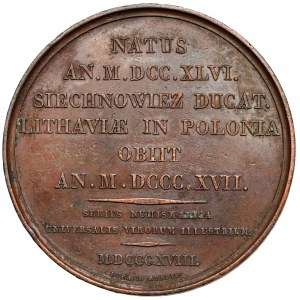 NATUS
AN. M. DCC. XLVI.
SIECHNOWIEZ DUCAT.
LITHAVIÆ IN POLONIA
OBIIT
AN. M. DCCC. XVII.
SERIES NUMISMATICA
UNIVERSALIS VIRORUM ILLUSTRIUM.
MDCCCXVIII.